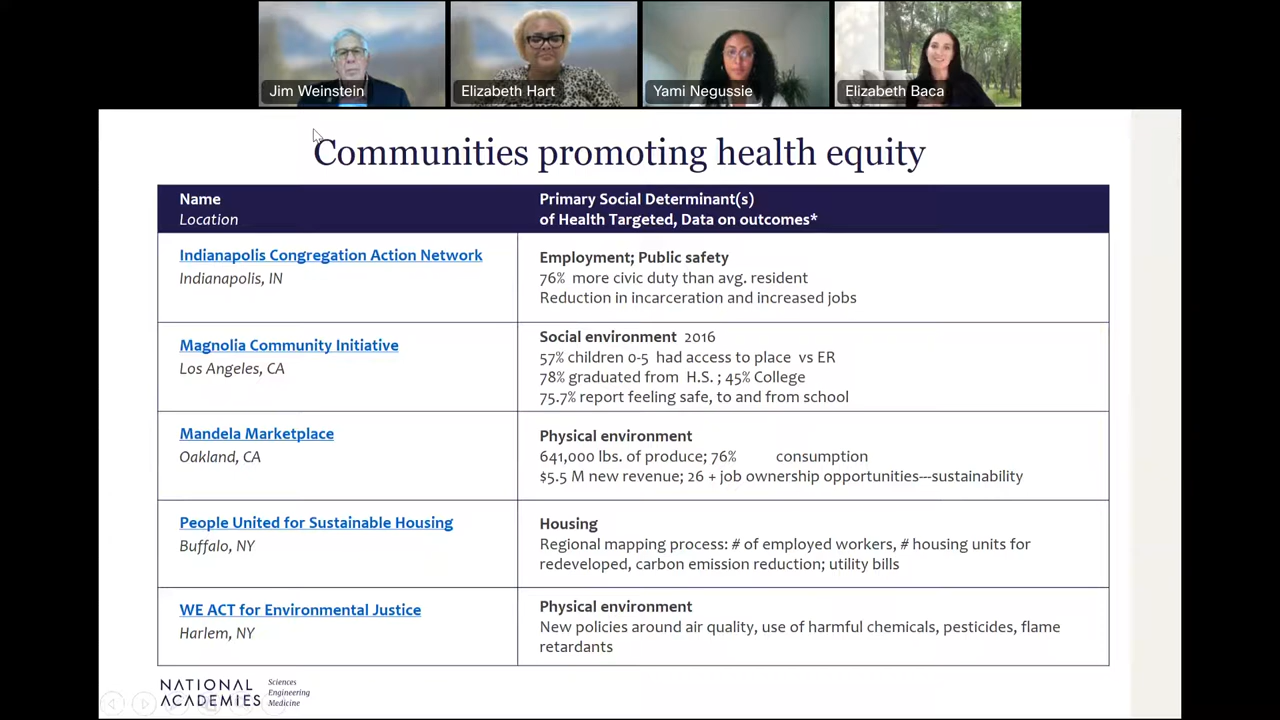 Jim Weinstein
Elizabeth Hart
Yami Negussie
Elizabeth Baca
Communities promoting health equity
Name
Location
Primary Social Determinant(s)
of Health Targeted, Data on outcomes*
Indianapolis Congregation Action Network
Indianapolis, IN
Employment; Public safety
76% more civic duty than avg. resident
Reduction in incarceration and increased jobs
Magnolia Community Initiative
Los Angeles, CA
Social environment 2016
57% children 0-5 had access to place vs ER
78% graduated from H.S. ; 45% College
75.7% report feeling safe, to and from school
Mandela Marketplace
Oakland, CA
Physical environment
641,000 lbs. of produce; 76% consumption
$5.5 M new revenue; 26 + job ownership opportunities---sustainability
People United for Sustainable Housing
Buffalo, NY
Housing
Regional mapping process: # of employed workers, # housing units for
redeveloped, carbon emission reduction; utility bills
WE ACT for Environmental Justice
Harlem, NY
Physical environment
New policies around air quality, use of harmful chemicals, pesticides, flame
retardants
NATIONAL
ACADEMIES
Sciences
Engineering
Medicine